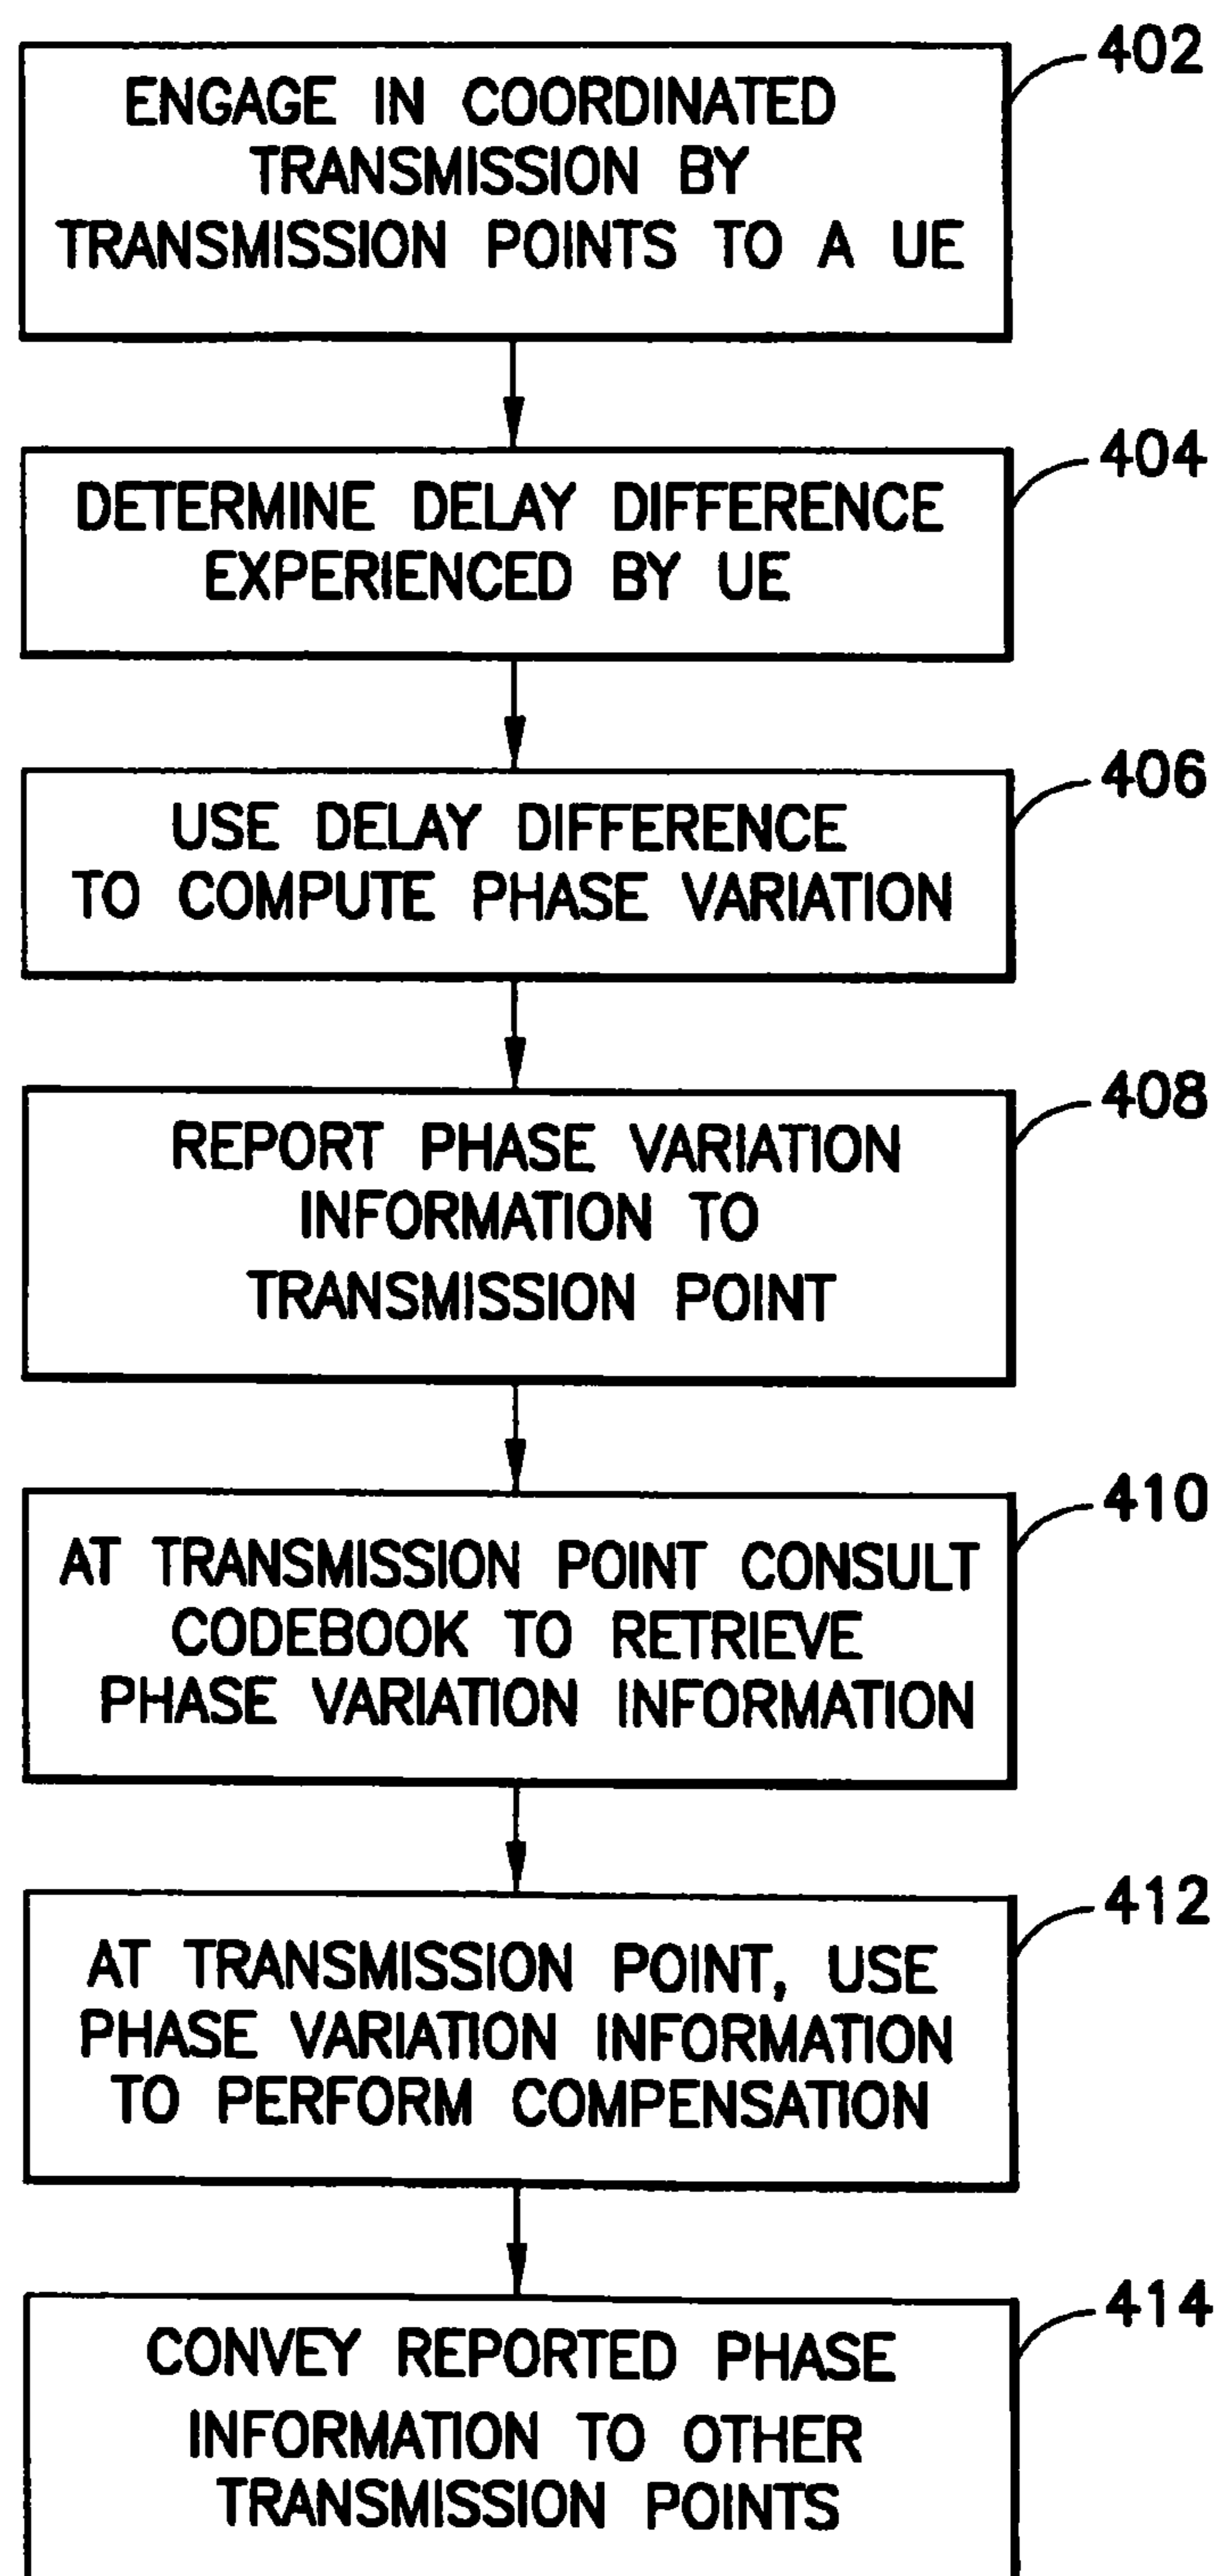 402
ENGAGE IN COORDINATED
TRANSMISSION BY
TRANSMISSION POINTS TO A UE
404
DETERMINE DELAY DIFFERENCE
EXPERIENCED BY UE
406
USE DELAY DIFFERENCE
TO COMPUTE PHASE VARIATION
408
REPORT PHASE VARIATION
INFORMATION TO
TRANSMISSION POINT
410
AT TRANSMISSION POINT CONSULT
CODEBOOK TO RETRIEVE
PHASE VARIATION INFORMATION
412
AT TRANSMISSION POINT, USE
PHASE VARIATION INFORMATION
TO PERFORM COMPENSATION
414
CONVEY REPORTED PHASE
INFORMATION TO OTHER
TRANSMISSION POINTS